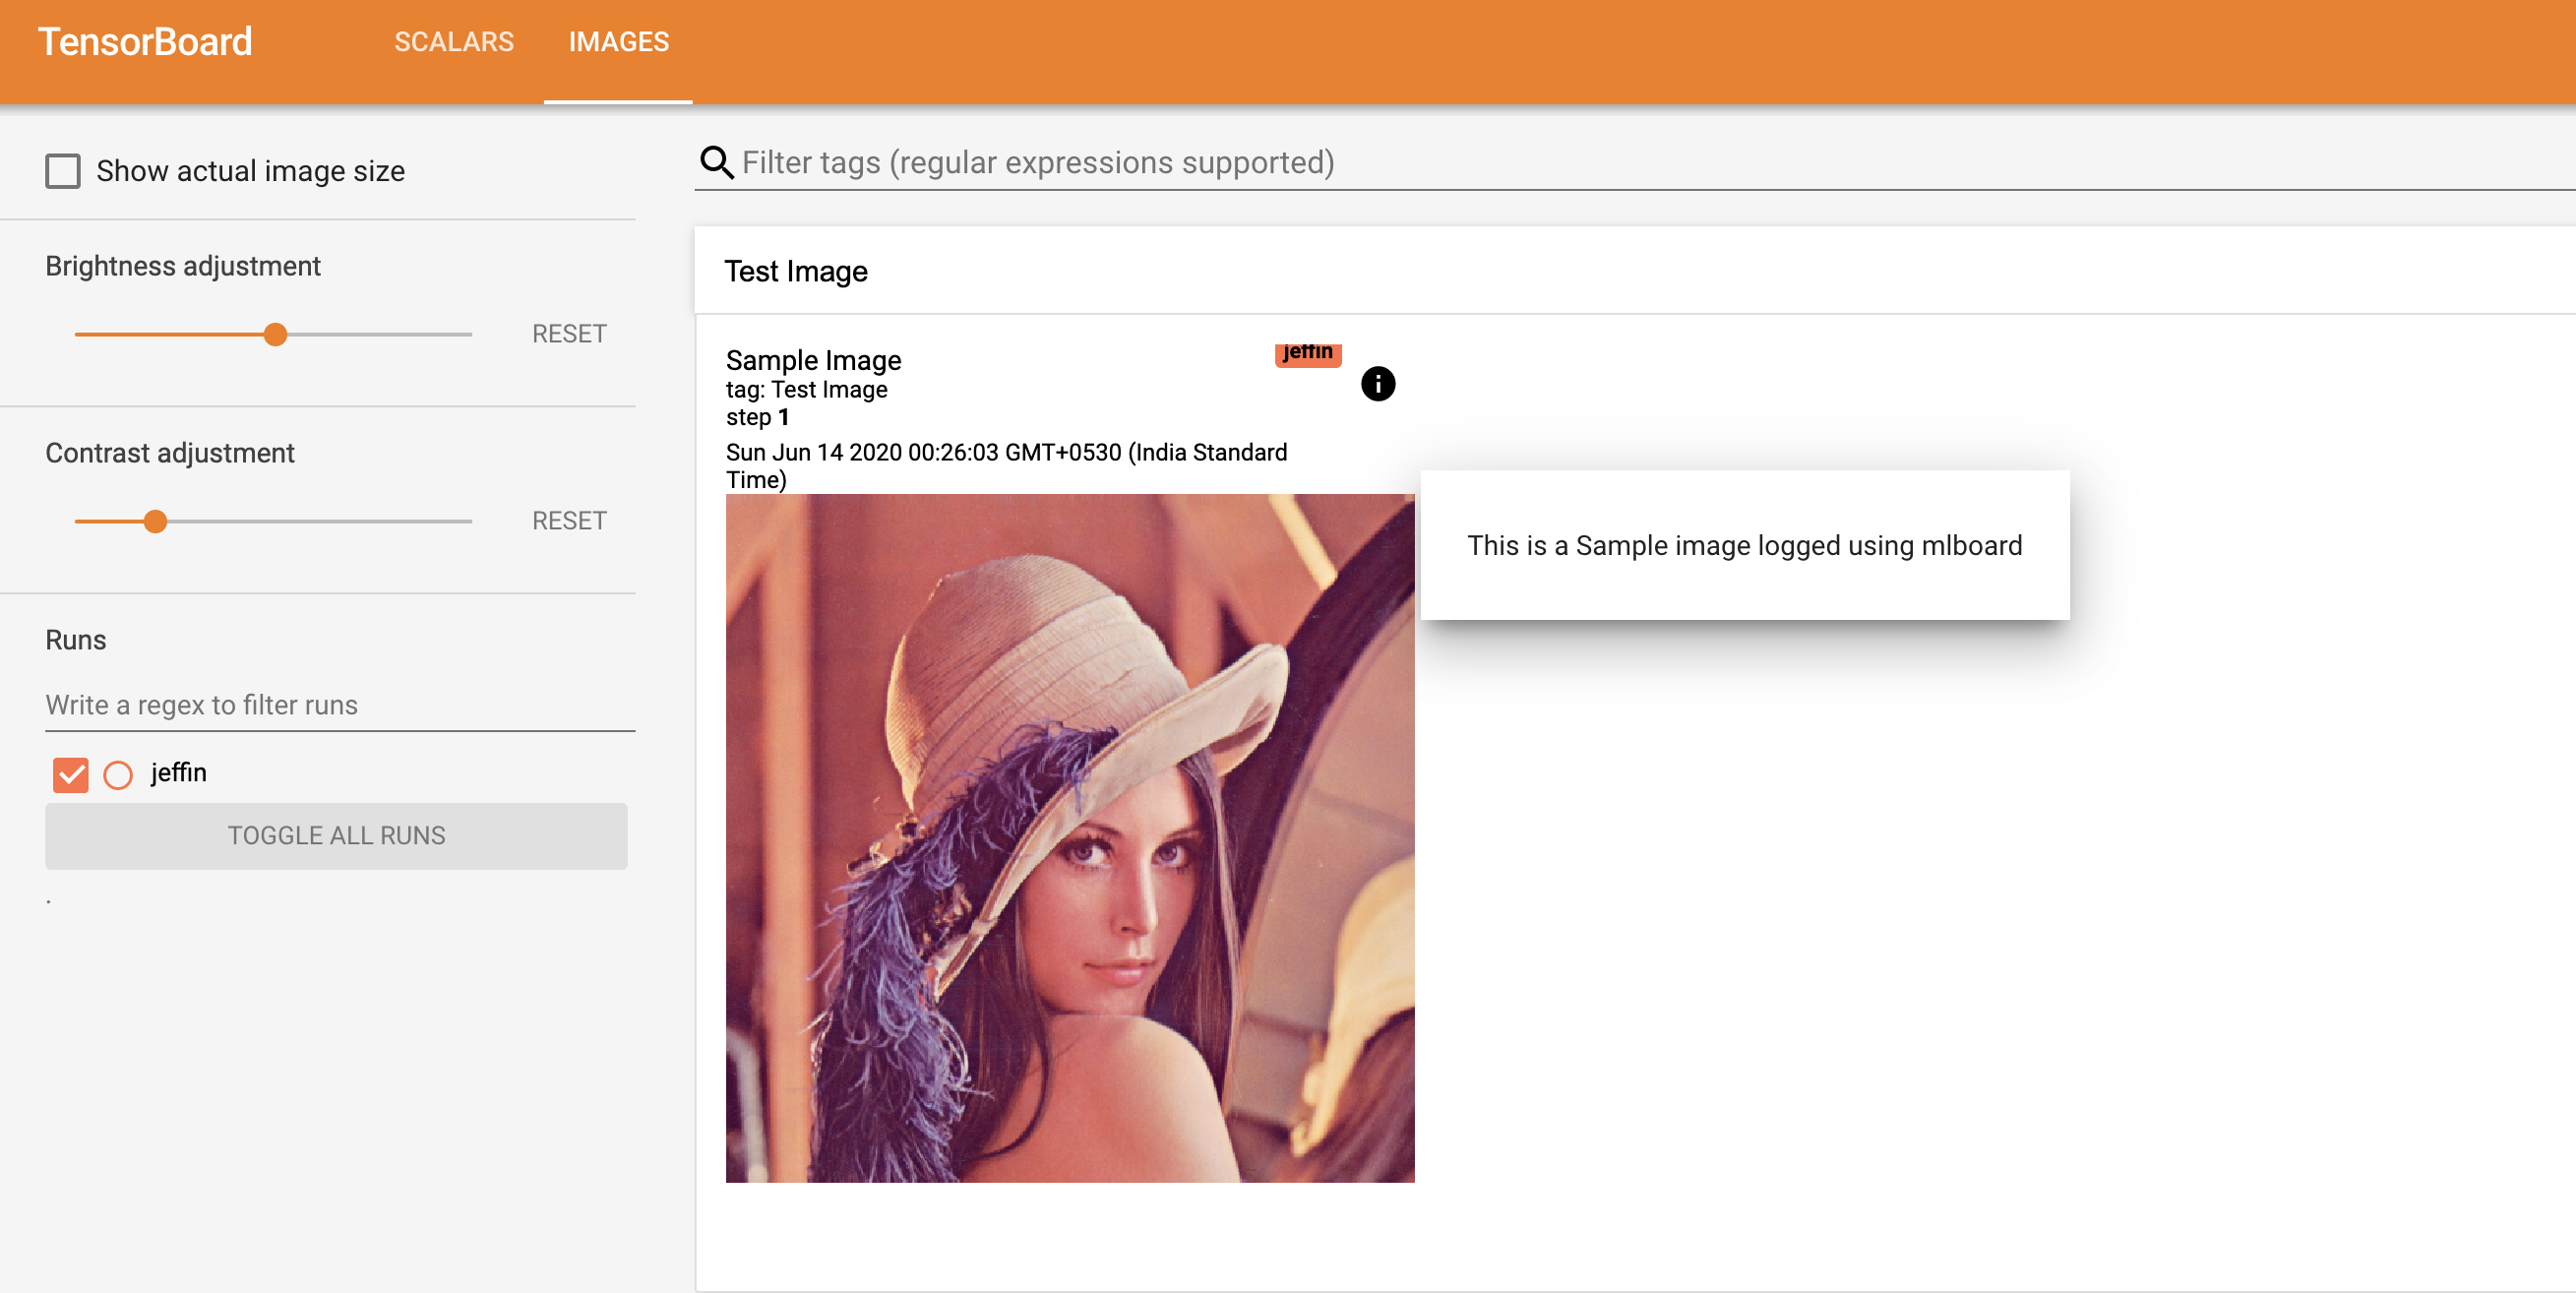 TensorBoard
SCALARS
IMAGES
Show actual image size
Brightness adjustment
RESET
Contrast adjustment
RESET
Runs
Write a regex to filter runs
jeffin
TOGGLE ALL RUNS
.
Filter tags (regular expressions supported)
Test Image
Sample Image
jeffin
tag: Test Image
step 1
Sun Jun 14 2020 00:26:03 GMT+0530 (India Standard
Time)
This is a Sample image logged using mlboard